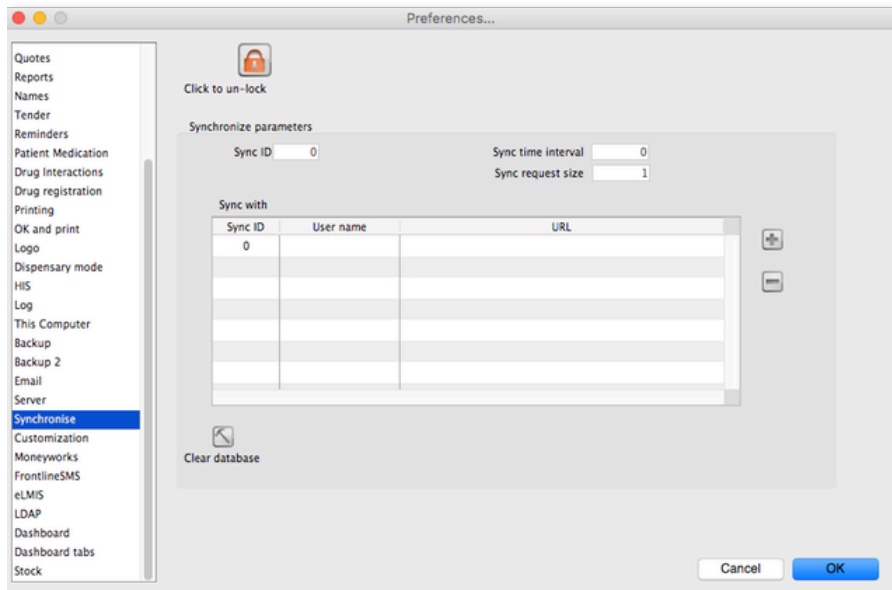 Preferences...
Quotes
Reports
Names
Tender
Reminders
Patient Medication
Drug Interactions
Drug registration
Printing
OK and print
Logo
Dispensary mode
HIS
Log
This Computer
Backup
Backup 2
Email
Server
Synchronise
Customization
Moneyworks
FrontlineSMS
eLMIS
LDAP
Dashboard
Dashboard tabs
Stock
Click to un-lock
Synchronize parameters
Sync ID 0 Sync time interval 0
Sync request size 1
Sync with
Sync ID User name URL
0
Clear database
Cancel OK